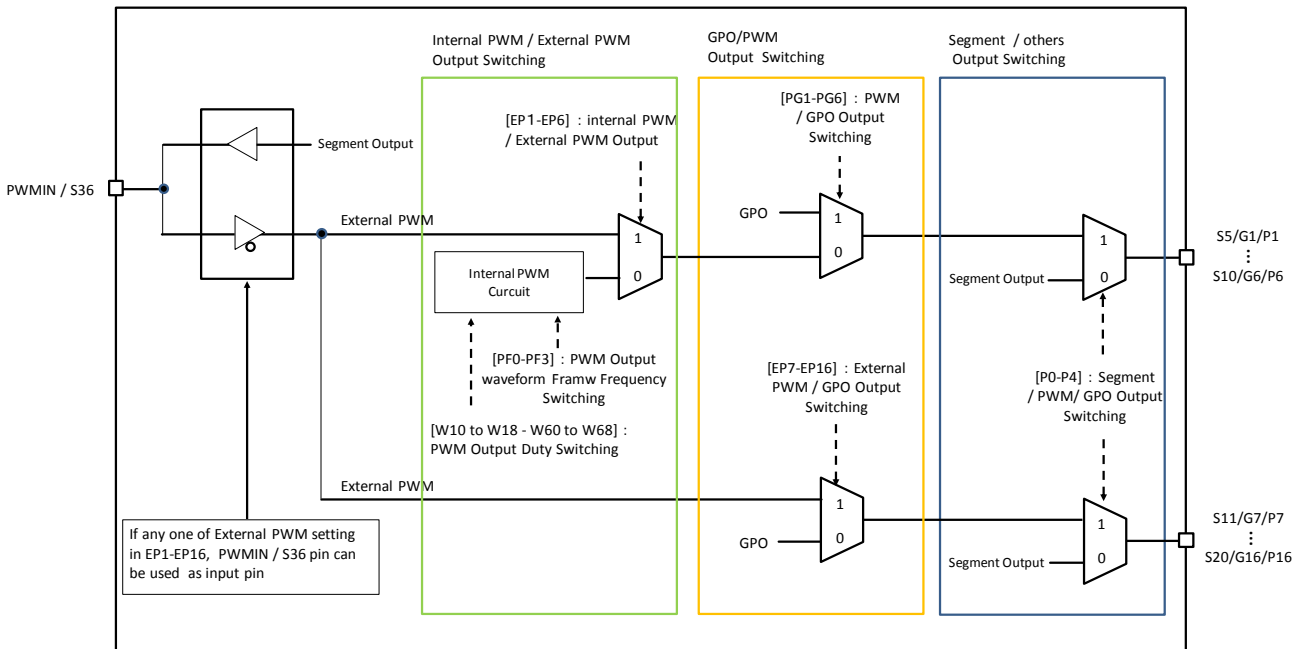 Internal PWM / External PWM
Output Switching
GPO/PWM
Output Switching
Segment / others
Output Switching
[EP1-EP6] : internal PWM
/ External PWM Output
[PG1-PG6] : PWM
/ GPO Output
Switching
Segment Output
PWMIN / S36
External PWM
1
0
Internal PWM
Curcuit
GPO
1
0
Segment Output
1
0
S5/G1/P1
⋮
S10/G6/P6
[PF0-PF3] : PWM Output
waveform Framw Frequency
Switching
[W10 to W18 - W60 to W68] :
PWM Output Duty Switching
[EP7-EP16] : External
PWM / GPO Output
Switching
[P0-P4] : Segment
/ PWM/ GPO Output
Switching
External PWM
1
0
GPO
Segment Output
1
0
S11/G7/P7
⋮
S20/G16/P16
If any one of External PWM setting
in EP1-EP16, PWMIN / S36 pin can
be used as input pin